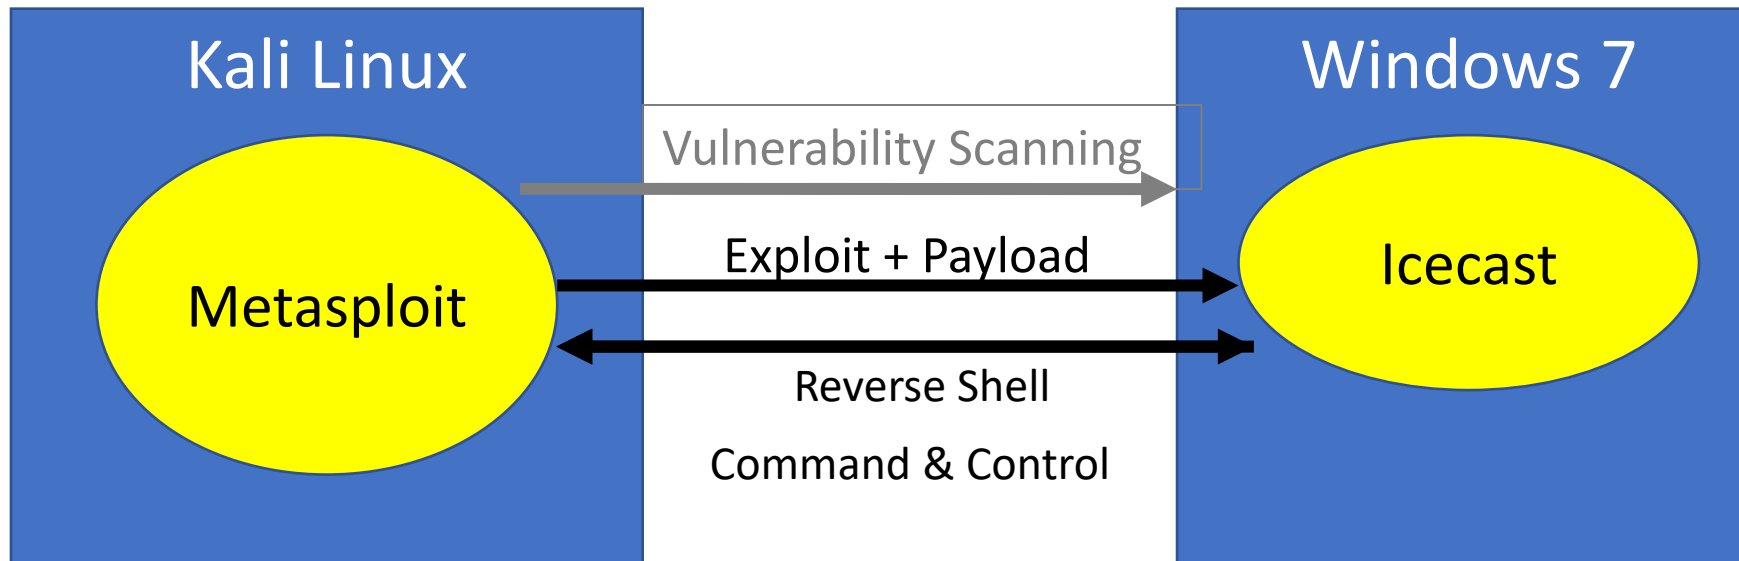 Kali Linux
Windows 7
Vulnerability Scanning
Exploit + Payload
Icecast
Metasploit
Reverse Shell
Command & Control